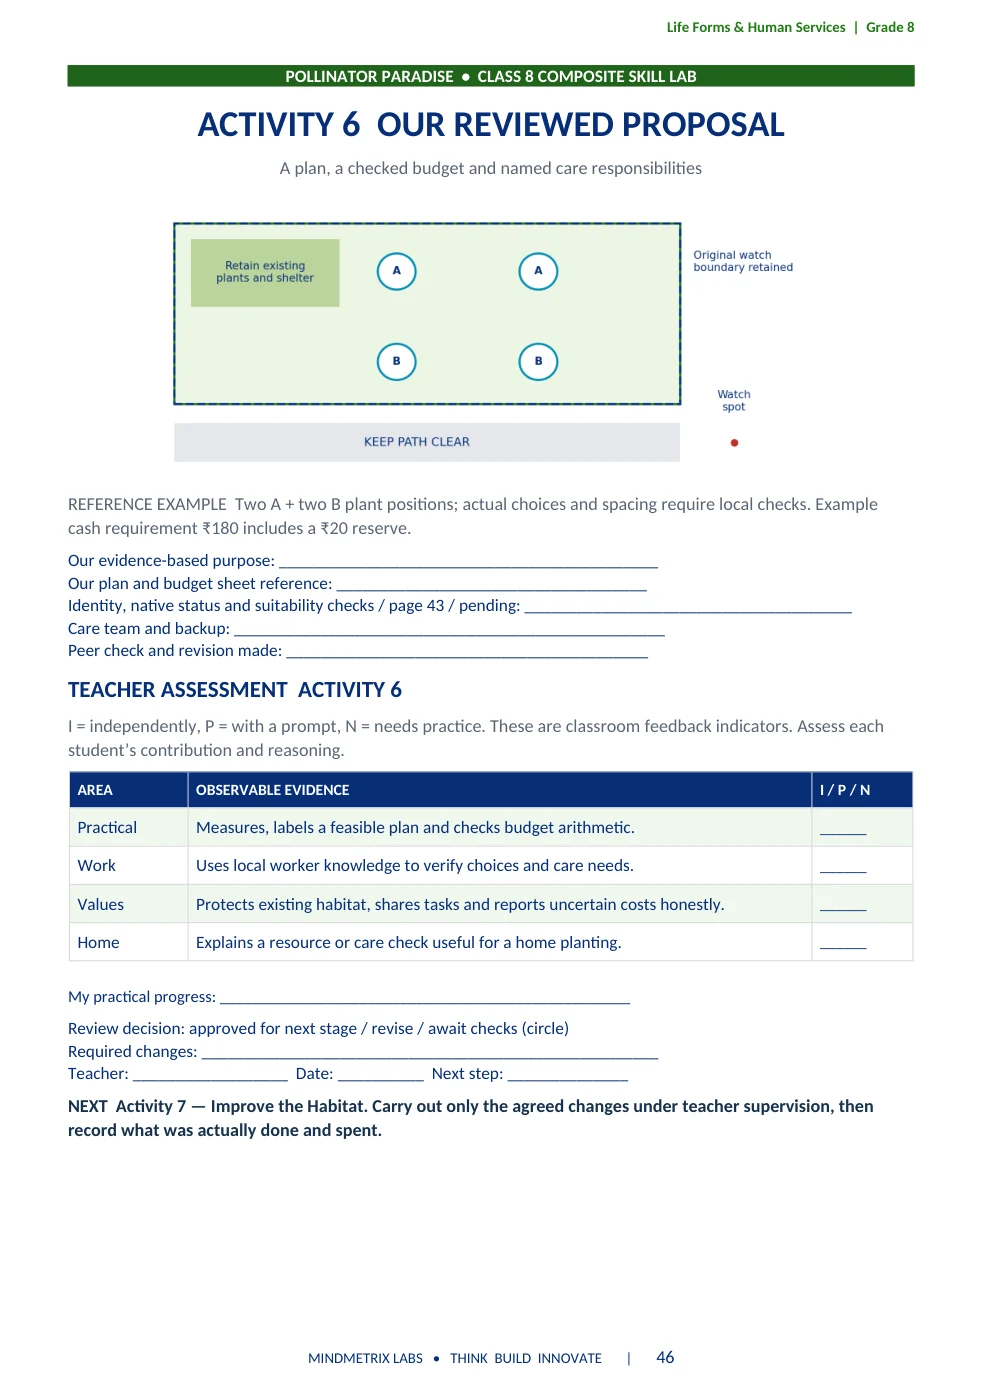 Life Forms & Human Services | Grade 8
POLLINATOR PARADISE ● CLASS 8 COMPOSITE SKILL LAB
ACTIVITY 6 OUR REVIEWED PROPOSAL
A plan, a checked budget and named care responsibilities
Retain existing
plants and shelter
A
A
Original watch
boundary retained
B
B
Watch
spot
KEEP PATH CLEAR
REFERENCE EXAMPLE Two A + two B plant positions; actual choices and spacing require local checks. Example
cash requirement ₹180 includes a ₹20 reserve.
Our evidence-based purpose: ____________________________________________
Our plan and budget sheet reference: ____________________________________
Identity, native status and suitability checks / page 43 / pending: ______________________________________
Care team and backup: __________________________________________________
Peer check and revision made: __________________________________________
TEACHER ASSESSMENT ACTIVITY 6
I = independently, P = with a prompt, N = needs practice. These are classroom feedback indicators. Assess each
student’s contribution and reasoning.
AREA OBSERVABLE EVIDENCE I / P / N
Practical Measures, labels a feasible plan and checks budget arithmetic. ______
Work Uses local worker knowledge to verify choices and care needs. ______
Values Protects existing habitat, shares tasks and reports uncertain costs honestly. ______
Home Explains a resource or care check useful for a home planting. ______
My practical progress: ________________________________________________
Review decision: approved for next stage / revise / await checks (circle)
Required changes: _____________________________________________________
Teacher: __________________ Date: __________ Next step: ______________
NEXT Activity 7 — Improve the Habitat. Carry out only the agreed changes under teacher supervision, then
record what was actually done and spent.
MINDMETRIX LABS ● THINK BUILD INNOVATE | 46